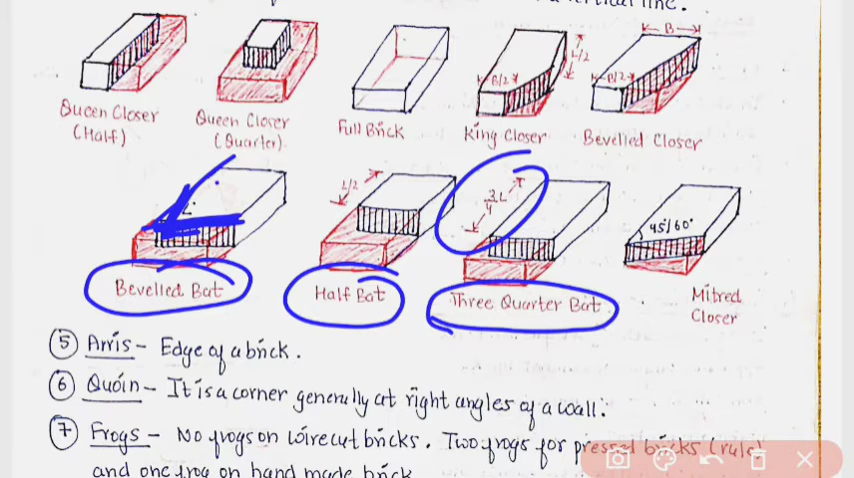 a vertical line.
B
L/2
B/2
B/2
Queen Closer
(Half)
Queen Closer
(Quarter)
Full Brick
King Closer
Bevelled Closer
L/2
3L/4
45°/60°
Bevelled Bat
Half Bat
Three Quarter Bat
Mitred
Closer
⑤ Arris - Edge of a brick.
⑥ Quoin - It is a corner generally at right angles of a wall.
⑦ Frogs - No frogs on wirecut bricks. Two frogs for pressed bricks (rule)
and one frog on hand made brick